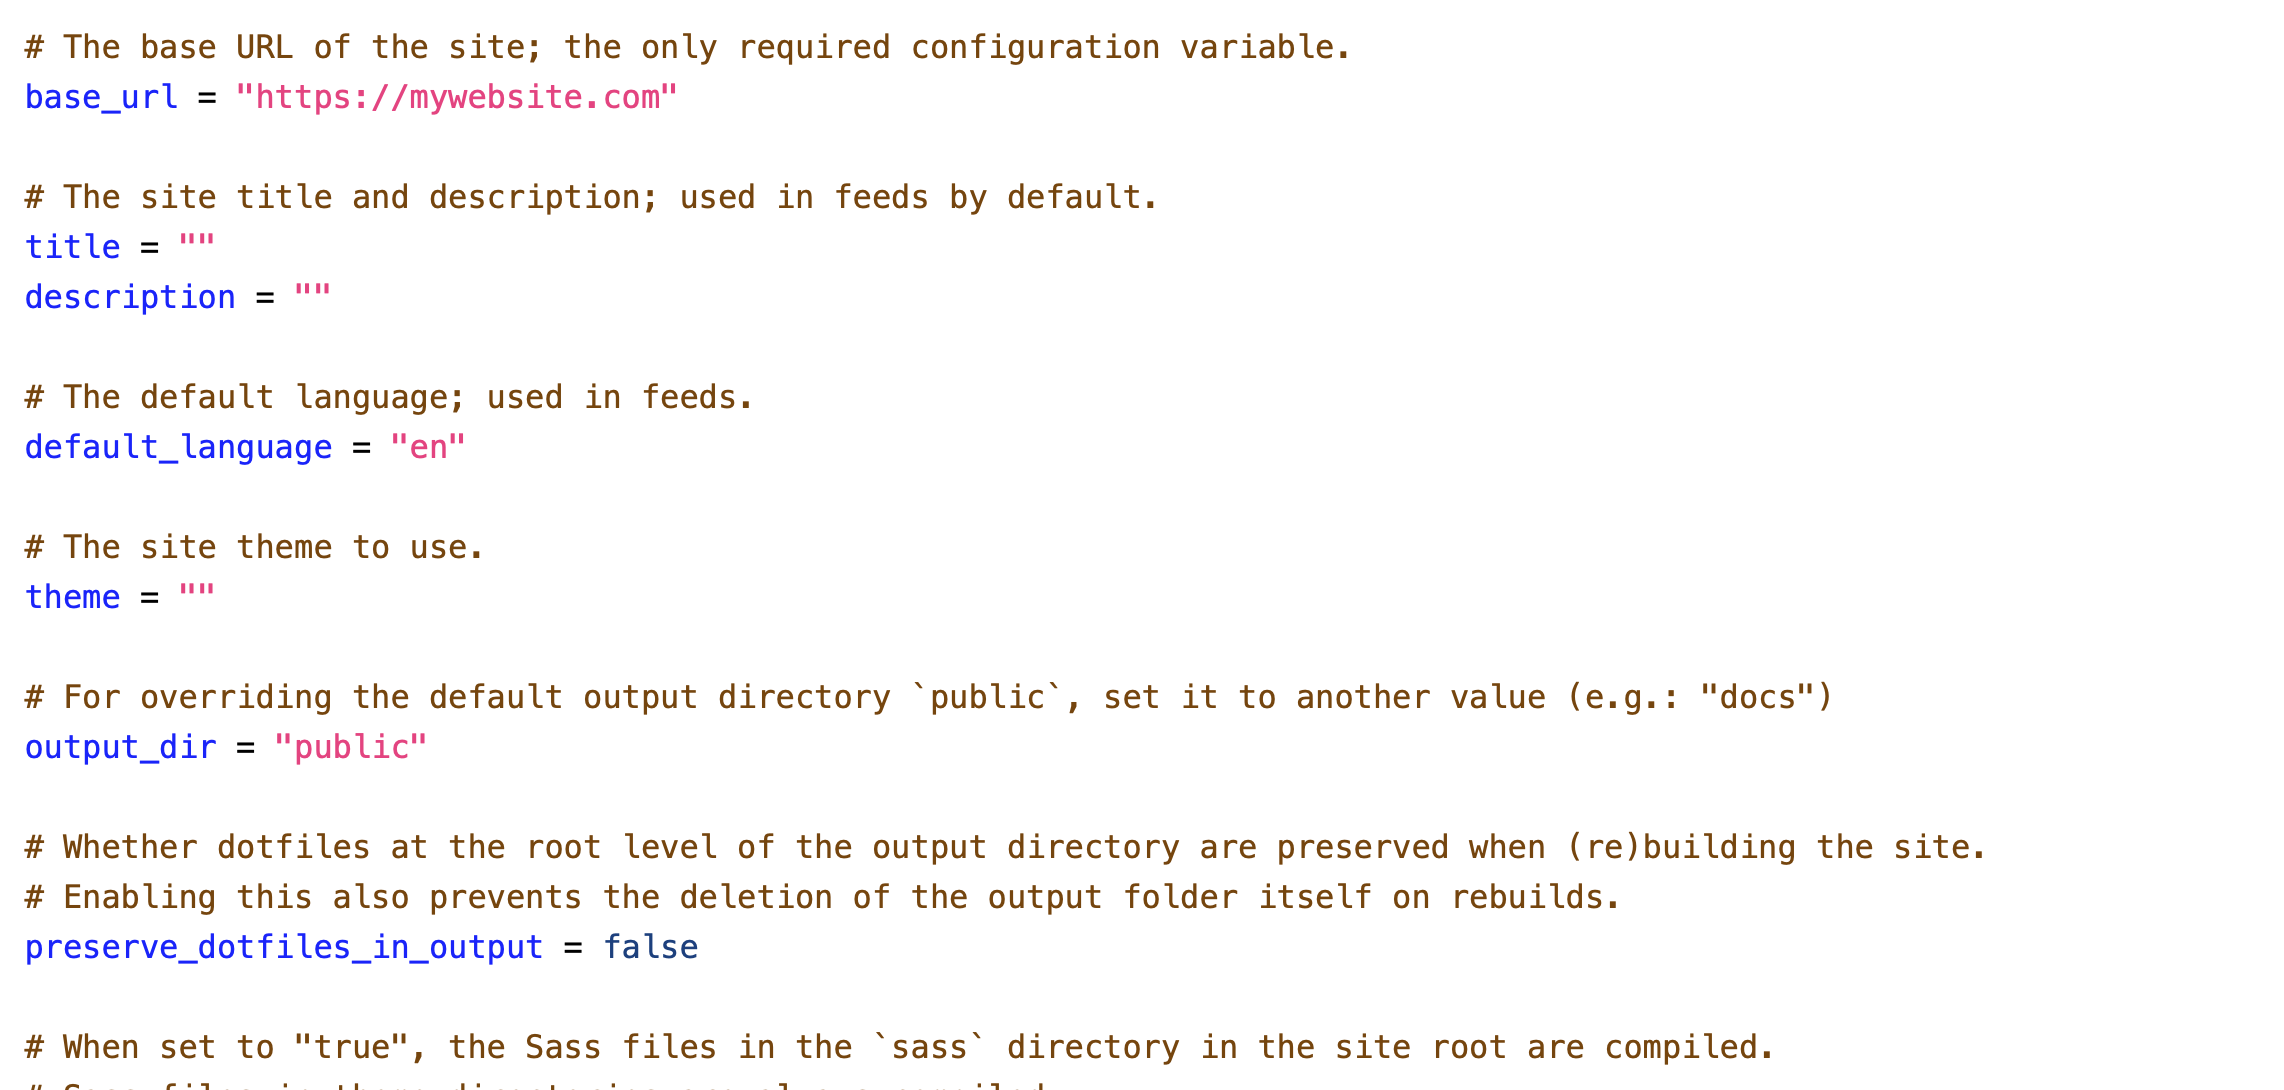 # The base URL of the site; the only required configuration variable.
base_url = "https://mywebsite.com"
# The site title and description; used in feeds by default.
title = ""
description = ""
# The default language; used in feeds.
default_language = "en"
# The site theme to use.
theme = ""
# For overriding the default output directory `public`, set it to another value (e.g.: "docs")
output_dir = "public"
# Whether dotfiles at the root level of the output directory are preserved when (re)building the site.
# Enabling this also prevents the deletion of the output folder itself on rebuilds.
preserve_dotfiles_in_output = false
# When set to "true", the Sass files in the `sass` directory in the site root are compiled.